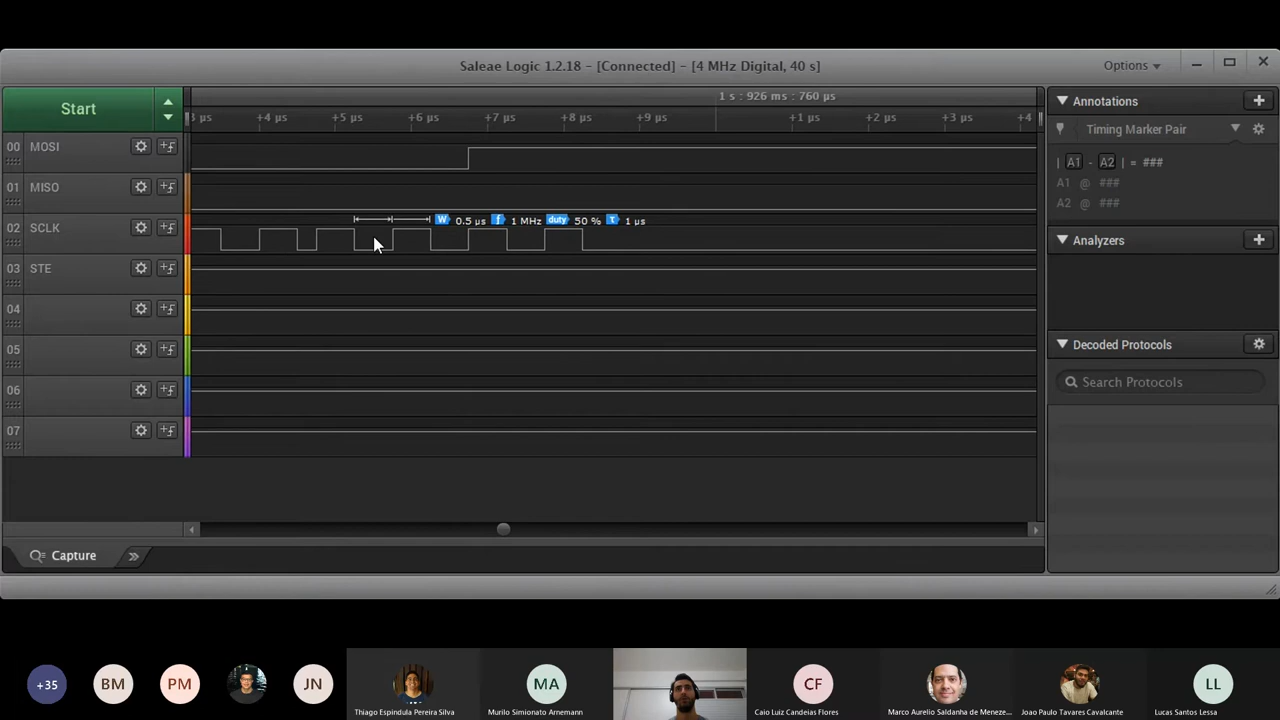 Saleae Logic 1.2.18 - [Connected] - [4 MHz Digital, 40 s]
Options
Start
1 s : 926 ms : 760 µs
3 µs +4 µs +5 µs +6 µs +7 µs +8 µs +9 µs +1 µs +2 µs +3 µs +4
00 MOSI
01 MISO
02 SCLK
W 0.5 µs f 1 MHz duty 50 % τ 1 µs
03 STE
04
05
06
07
Capture
Annotations
Timing Marker Pair
| A1 - A2 | = ###
A1 @ ###
A2 @ ###
Analyzers
Decoded Protocols
Search Protocols
+35
BM
PM
JN
Thiago Espindula Pereira Silva
MA
Murilo Simionato Arnemann
CF
Caio Luiz Candeias Flores
Marco Aurelio Saldanha de Meneze...
Joao Paulo Tavares Cavalcante
LL
Lucas Santos Lessa